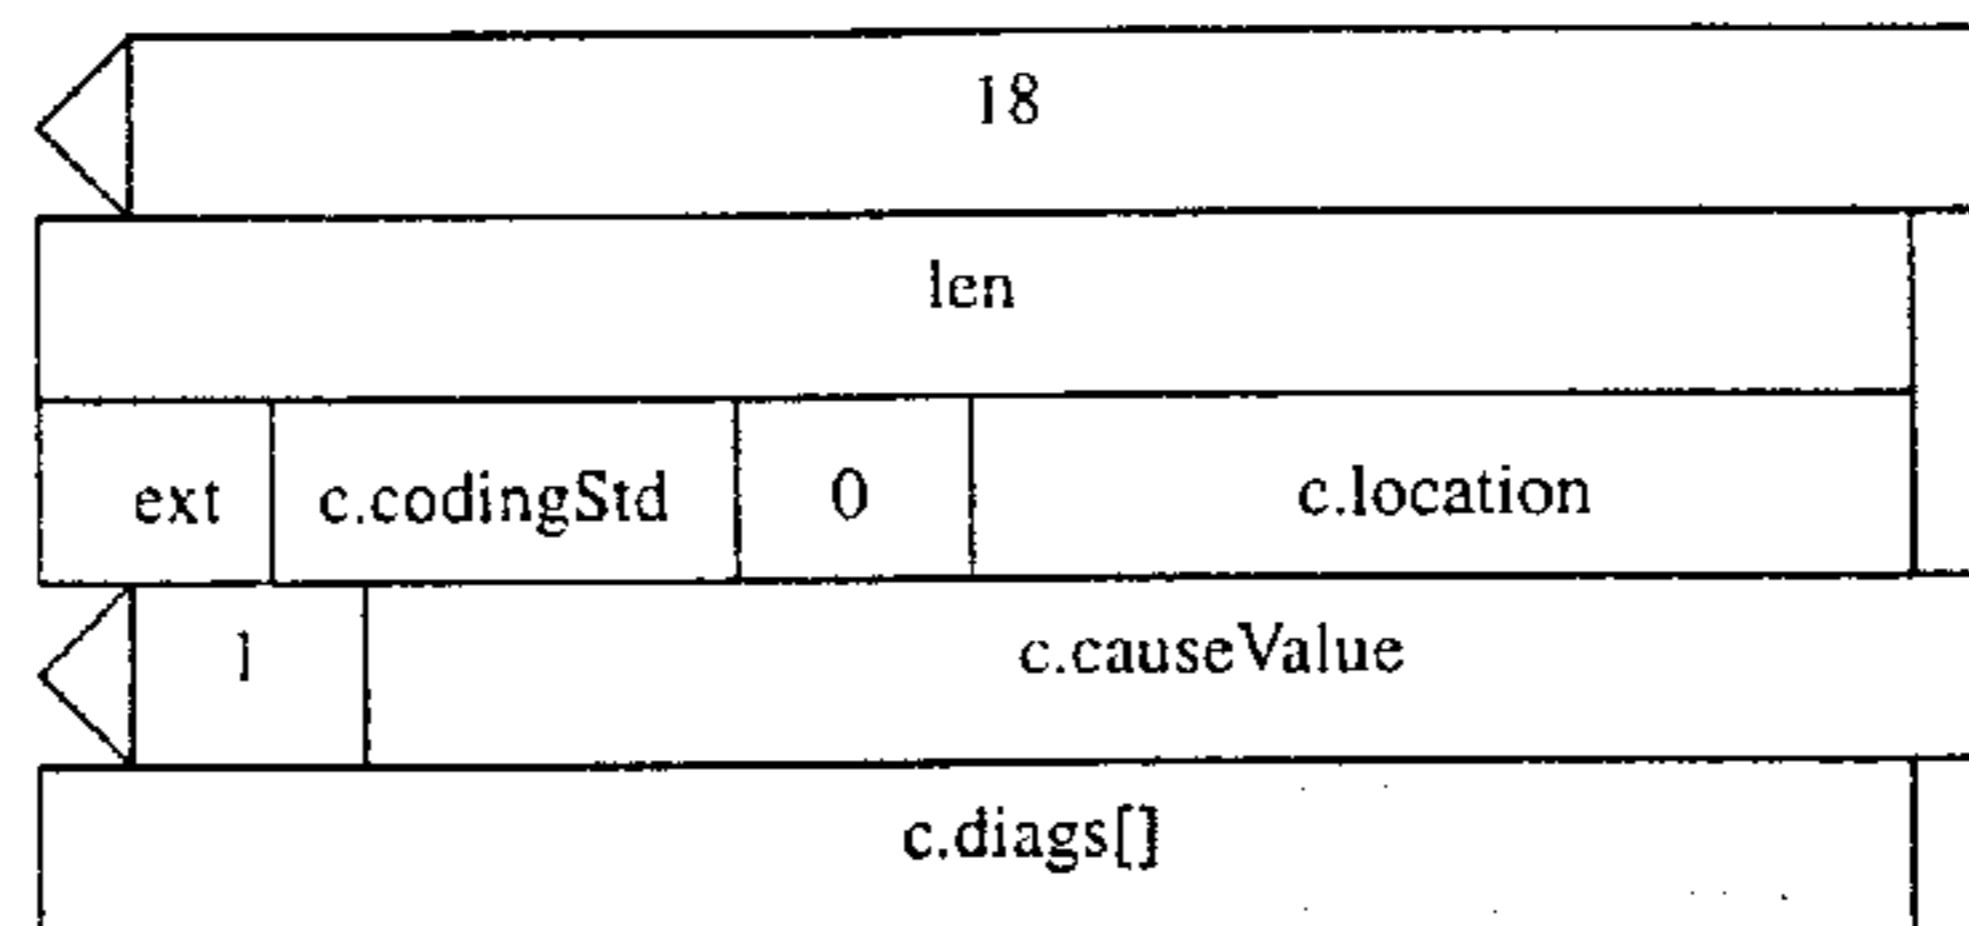 18
len
ext c.codingStd 0 c.location
1 c.causeValue
c.diags[]